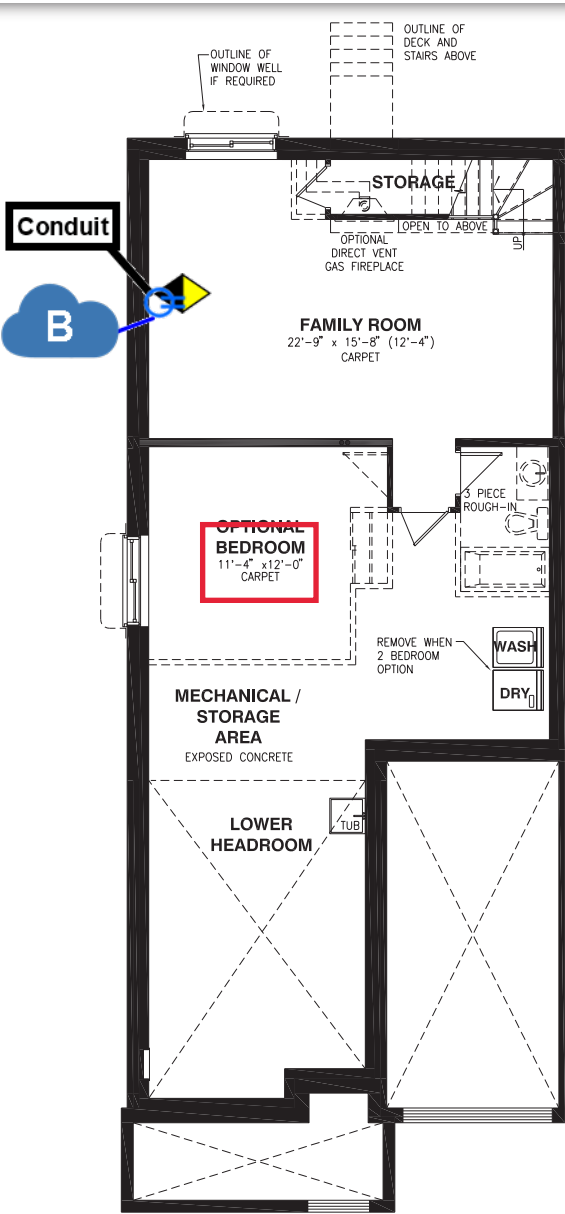 OUTLINE OF
DECK AND
STAIRS ABOVE
OUTLINE OF
WINDOW WELL
IF REQUIRED
STORAGE
Conduit
OPEN TO ABOVE
UP
OPTIONAL
DIRECT VENT
GAS FIREPLACE
B
FAMILY ROOM
22'-9" x 15'-8" (12'-4")
CARPET
3 PIECE
ROUGH-IN
OPTIONAL
BEDROOM
11'-4" x12'-0"
CARPET
REMOVE WHEN
2 BEDROOM
OPTION
WASH
DRY
MECHANICAL /
STORAGE
AREA
EXPOSED CONCRETE
LOWER
HEADROOM
TUB